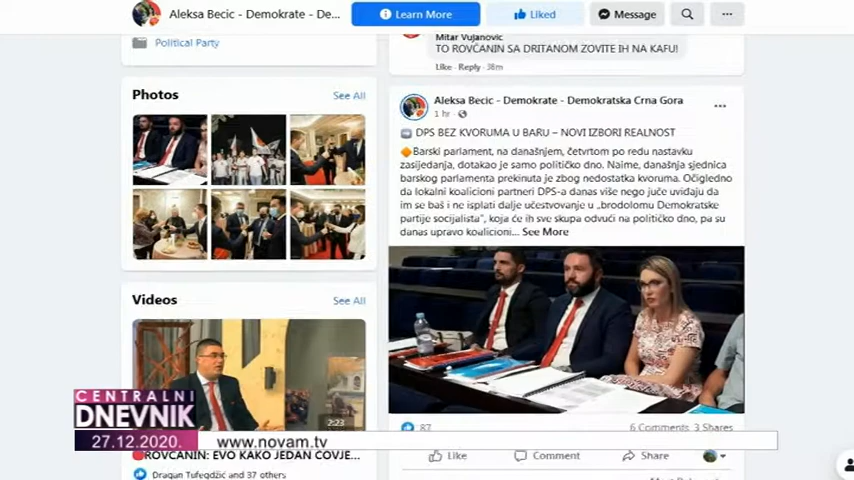 Aleksa Becic - Demokrate - De...
Learn More
Liked
Message
Political Party
Mitar Vujanovic
TO ROVČANIN SA DRITANOM ZOVITE IH NA KAFU!
Like · Reply · 38m
Photos
See All
Aleksa Becic - Demokrate - Demokratska Crna Gora
1 hr ·
DPS BEZ KVORUMA U BARU – NOVI IZBORI REALNOST
Barski parlament, na današnjem, četvrtom po redu nastavku
zasijedanja, dotakao je samo političko dno. Naime, današnja sjednica
barskog parlamenta prekinuta je zbog nedostatka kvoruma. Očigledno
da lokalni koalicioni partneri DPS-a danas više nego juče uviđaju da
im se baš i ne isplati dalje učestvovanje u „brodolomu Demokratske
partije socijalista“, koja će ih sve skupa odvući na političko dno, pa su
danas upravo koalicioni... See More
Videos
See All
2:23
87
6 Comments 3 Shares
CENTRALNI
DNEVNIK
27.12.2020.
www.novam.tv
ROVČANIN: EVO KAKO JEDAN ČOVJE...
Like
Comment
Share
Dragan Tufegdžić and 37 others